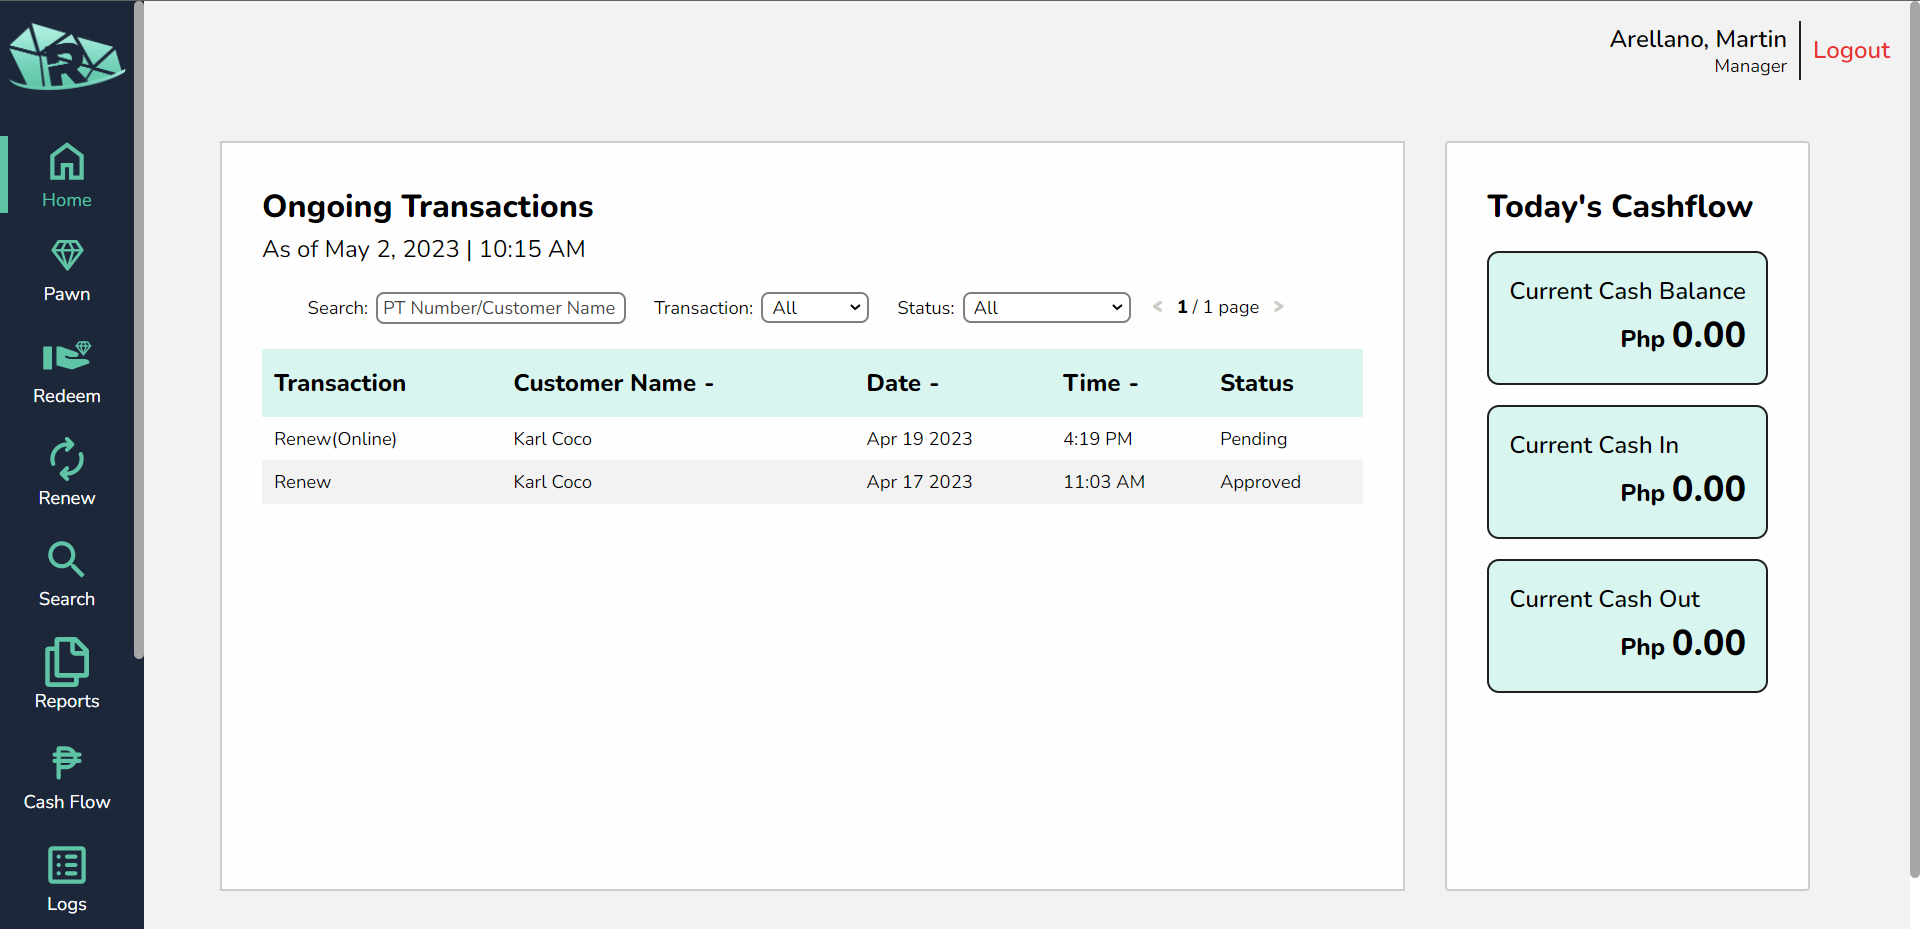 Arellano, Martin
Manager
Logout
R
Home
Pawn
Redeem
Renew
Search
Reports
Cash Flow
Logs
Ongoing Transactions
As of May 2, 2023 | 10:15 AM
Search: PT Number/Customer Name Transaction: All Status: All < 1 / 1 page >
Transaction Customer Name - Date - Time - Status
Renew(Online) Karl Coco Apr 19 2023 4:19 PM Pending
Renew Karl Coco Apr 17 2023 11:03 AM Approved
Today's Cashflow
Current Cash Balance
Php 0.00
Current Cash In
Php 0.00
Current Cash Out
Php 0.00